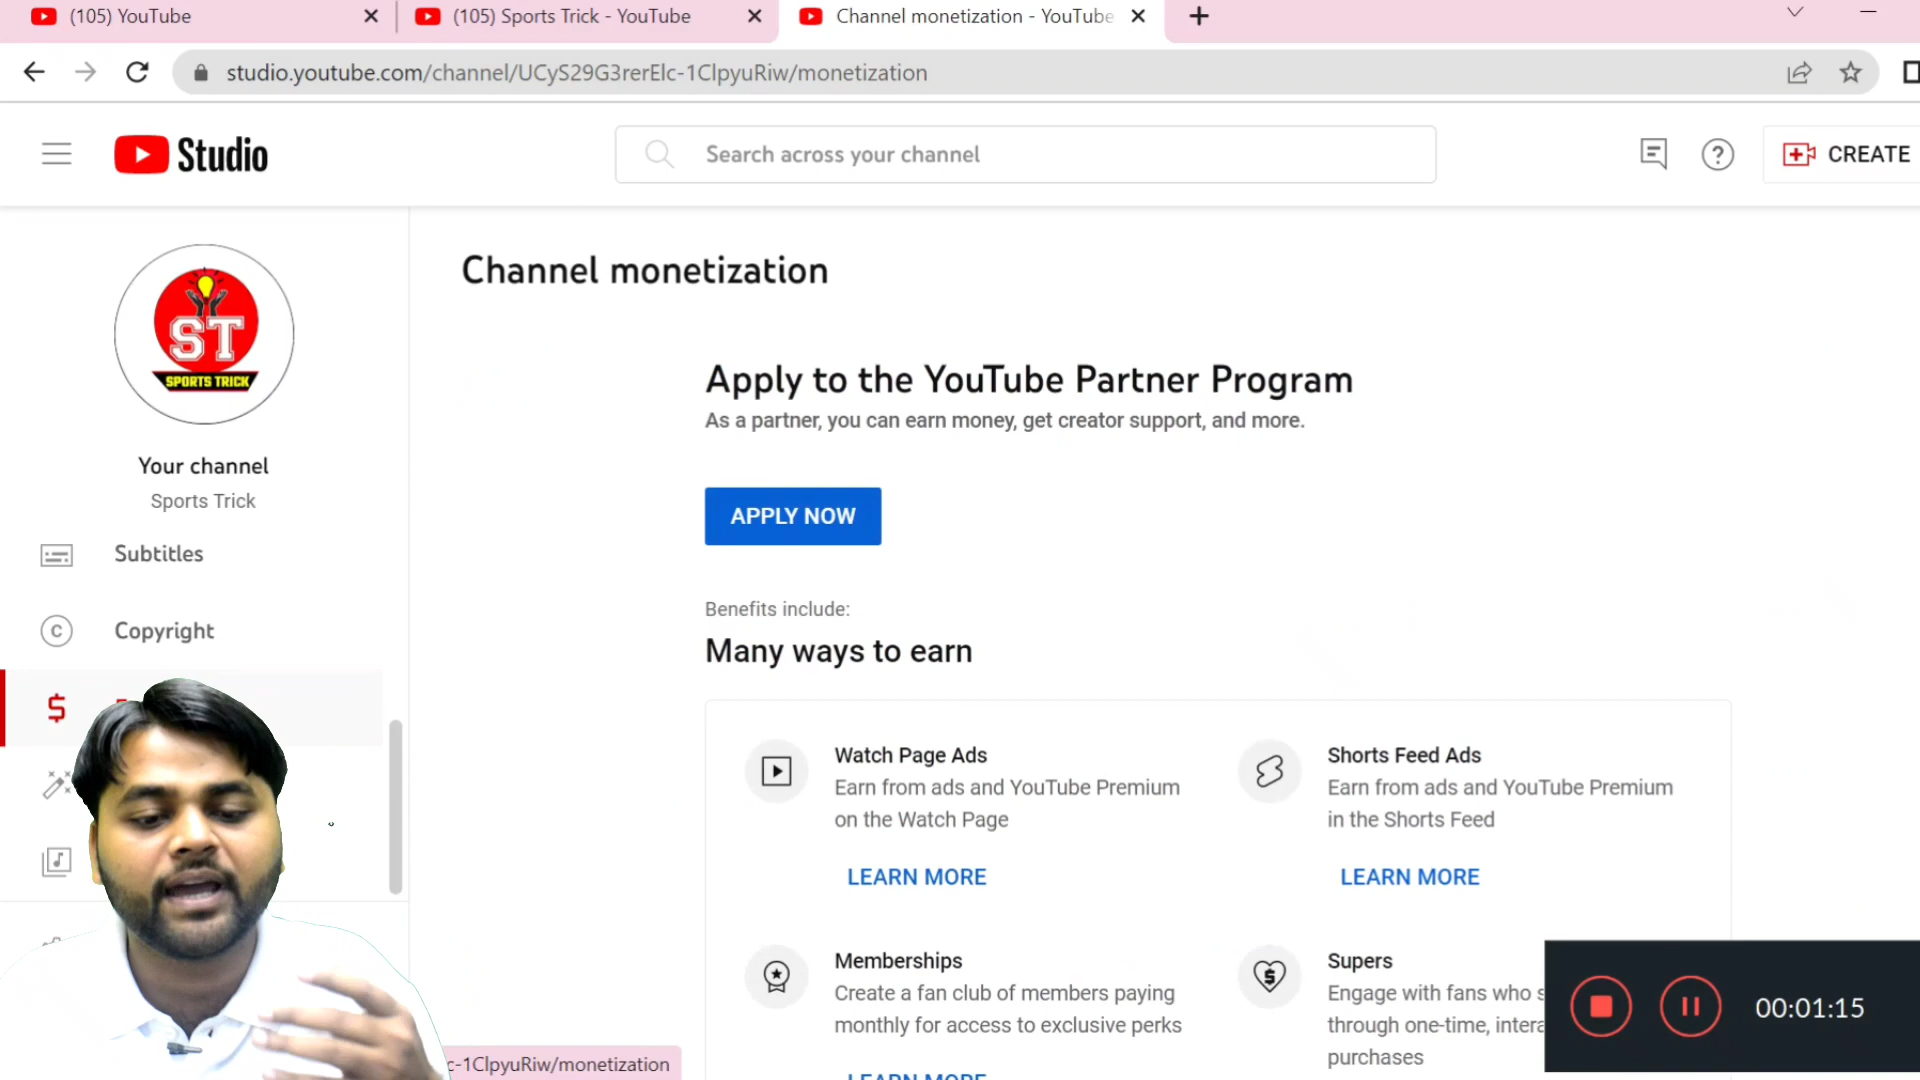 (105) YouTube
(105) Sports Trick - YouTube
Channel monetization - YouTube
studio.youtube.com/channel/UCyS29G3rerElc-1ClpyuRiw/monetization
Studio
Search across your channel
CREATE
ST
SPORTS TRICK
Your channel
Sports Trick
Subtitles
Copyright
Channel monetization
Apply to the YouTube Partner Program
As a partner, you can earn money, get creator support, and more.
APPLY NOW
Benefits include:
Many ways to earn
Watch Page Ads
Earn from ads and YouTube Premium
on the Watch Page
LEARN MORE
Shorts Feed Ads
Earn from ads and YouTube Premium
in the Shorts Feed
LEARN MORE
Memberships
Create a fan club of members paying
monthly for access to exclusive perks
LEARN MORE
Supers
Engage with fans who
through one-time,
purchases
00:01:15
c-1ClpyuRiw/monetization